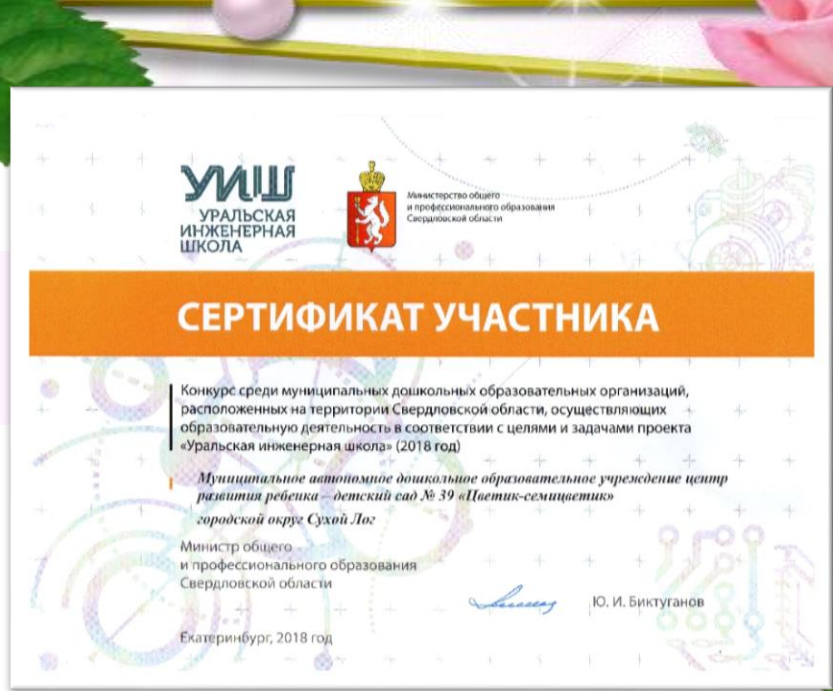 УИШ
УРАЛЬСКАЯ
ИНЖЕНЕРНАЯ
ШКОЛА
Министерство общего
и профессионального образования
Свердловской области
СЕРТИФИКАТ УЧАСТНИКА
Конкурс среди муниципальных дошкольных образовательных организаций,
расположенных на территории Свердловской области, осуществляющих
образовательную деятельность в соответствии с целями и задачами проекта
«Уральская инженерная школа» (2018 год)
Муниципальное автономное дошкольное образовательное учреждение центр
развития ребенка – детский сад № 39 «Цветик-семицветик»
городской округ Сухой Лог
Министр общего
и профессионального образования
Свердловской области
Ю. И. Биктуганов
Екатеринбург, 2018 год